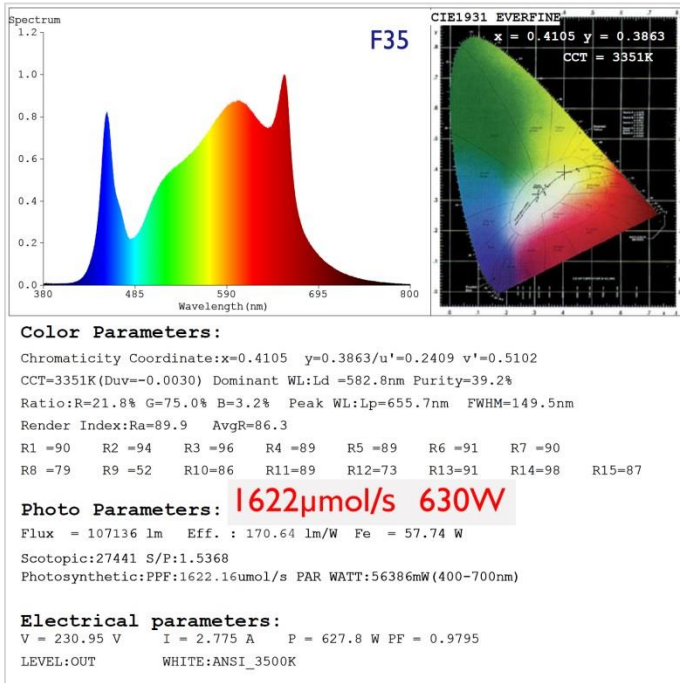 Spectrum
F35
1.2
1.0
0.8
0.6
0.4
0.2
0.0
380 485 590 695 800
Wavelength(nm)
CIE1931 EVERFINE
x = 0.4105 y = 0.3863
CCT = 3351K
Color Parameters:
Chromaticity Coordinate:x=0.4105 y=0.3863/u'=0.2409 v'=0.5102
CCT=3351K(Duv=-0.0030) Dominant WL:Ld =582.8nm Purity=39.2%
Ratio:R=21.8% G=75.0% B=3.2% Peak WL:Lp=655.7nm FWHM=149.5nm
Render Index:Ra=89.9 AvgR=86.3
R1 =90 R2 =94 R3 =96 R4 =89 R5 =89 R6 =91 R7 =90
R8 =79 R9 =52 R10=86 R11=89 R12=73 R13=91 R14=98 R15=87
Photo Parameters: 1622μmol/s 630W
Flux = 107136 lm Eff. : 170.64 lm/W Fe = 57.74 W
Scotopic:27441 S/P:1.5368
Photosynthetic:PPF:1622.16umol/s PAR WATT:56386mW(400-700nm)
Electrical parameters:
V = 230.95 V I = 2.775 A P = 627.8 W PF = 0.9795
LEVEL:OUT WHITE:ANSI_3500K